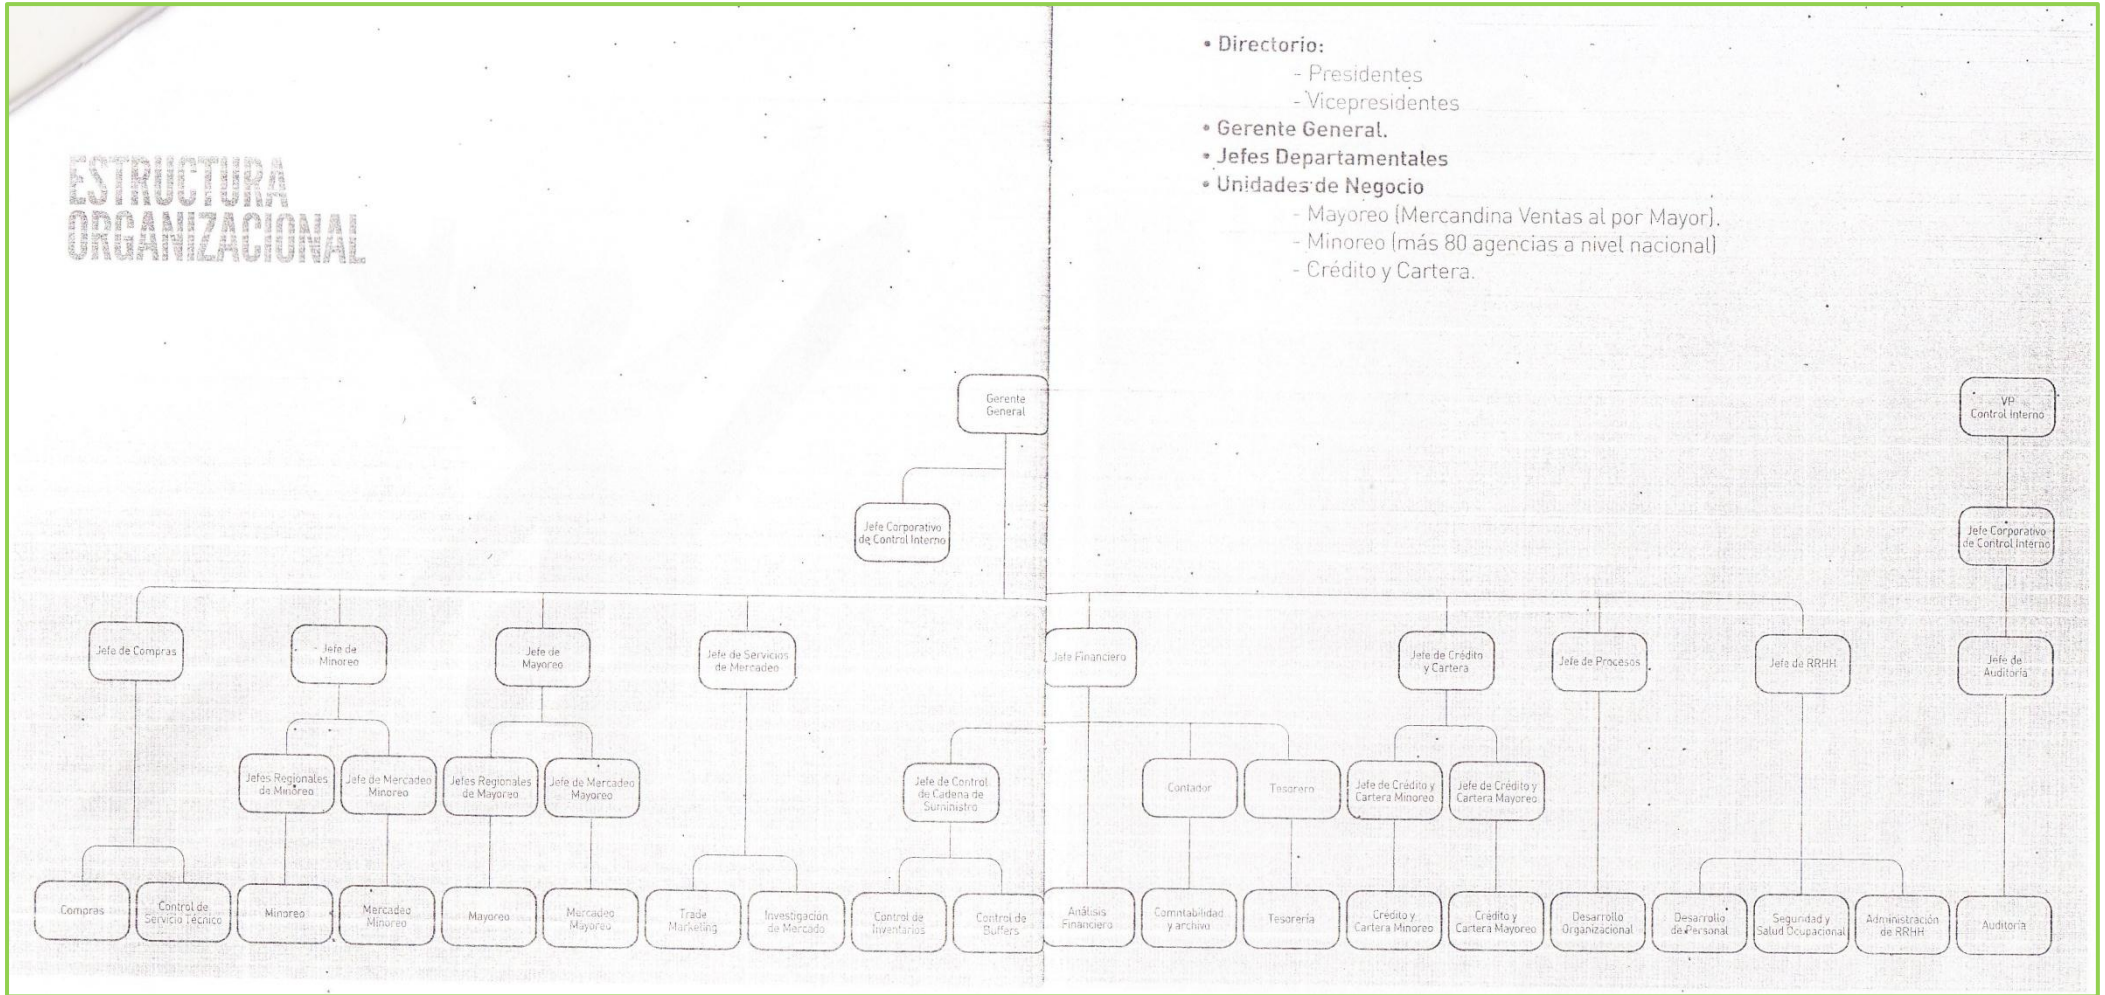 ESTRUCTURA
ORGANIZACIONAL
• Directorio:
- Presidentes
- Vicepresidentes
• Gerente General.
• Jefes Departamentales
• Unidades de Negocio
- Mayoreo (Mercandina Ventas al por Mayor).
- Minoreo (más 80 agencias a nivel nacional)
- Crédito y Cartera.
Gerente
General
VP
Control Interno
Jefe Corporativo
de Control Interno
Jefe Corporativo
de Control Interno
Jefe de Compras
Jefe de
Minoreo
Jefe de
Mayoreo
Jefe de Servicios
de Mercadeo
Jefe Financiero
Jefe de Crédito
y Cartera
Jefe de Procesos
Jefe de RRHH
Jefe de
Auditoría
Jefes Regionales
de Minoreo
Jefe de Mercadeo
Minoreo
Jefes Regionales
de Mayoreo
Jefe de Mercadeo
Mayoreo
Jefe de Control
de Cadena de
Suministro
Contador
Tesorero
Jefe de Crédito y
Cartera Minoreo
Jefe de Crédito y
Cartera Mayoreo
Compras
Control de
Servicio Técnico
Minoreo
Mercadeo
Minoreo
Mayoreo
Mercadeo
Mayoreo
Trade
Marketing
Investigación
de Mercado
Control de
Inventarios
Control de
Buffers
Análisis
Financiero
Comntabilidad
y archivo
Tesorería
Crédito y
Cartera Minoreo
Crédito y
Cartera Mayoreo
Desarrollo
Organizacional
Desarrollo
de Personal
Seguridad y
Salud Ocupacional
Administración
de RRHH
Auditoría